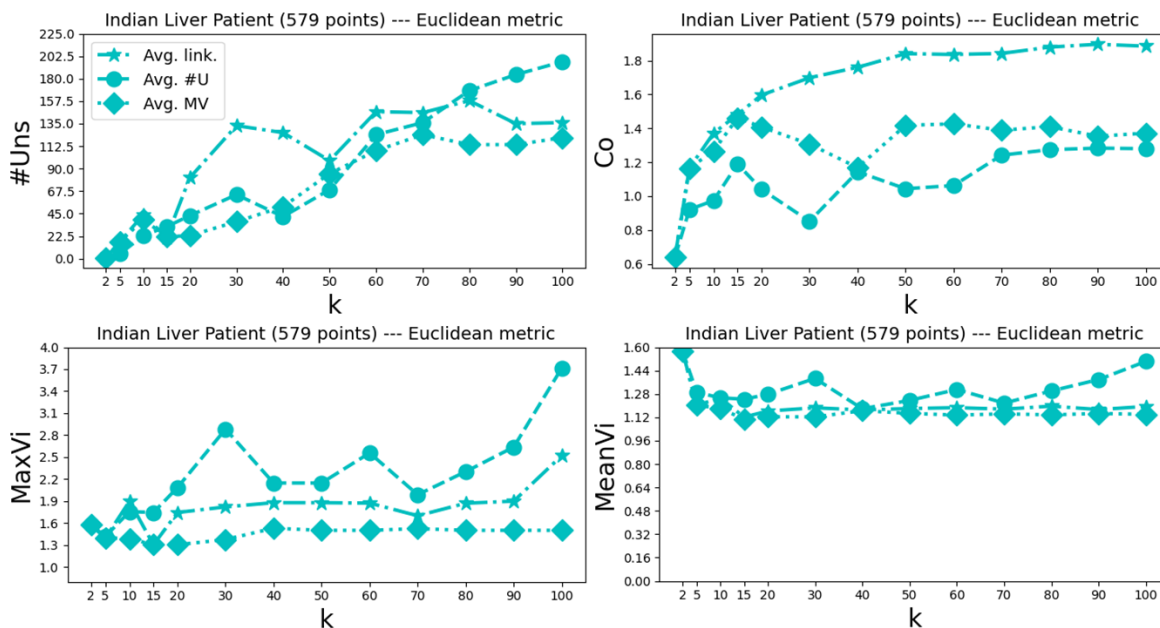 Indian Liver Patient (579 points) --- Euclidean metric
225.0
202.5
180.0
157.5
135.0
112.5
90.0
67.5
45.0
22.5
0.0
#Uns
Avg. link.
Avg. #U
Avg. MV
2 5 10 15 20 30 40 50 60 70 80 90 100
k
Indian Liver Patient (579 points) --- Euclidean metric
1.8
1.6
1.4
1.2
1.0
0.8
0.6
Co
2 5 10 15 20 30 40 50 60 70 80 90 100
k
Indian Liver Patient (579 points) --- Euclidean metric
4.0
3.7
3.4
3.1
2.8
2.5
2.2
1.9
1.6
1.3
1.0
MaxVi
2 5 10 15 20 30 40 50 60 70 80 90 100
k
Indian Liver Patient (579 points) --- Euclidean metric
1.60
1.44
1.28
1.12
0.96
0.80
0.64
0.48
0.32
0.16
0.00
MeanVi
2 5 10 15 20 30 40 50 60 70 80 90 100
k